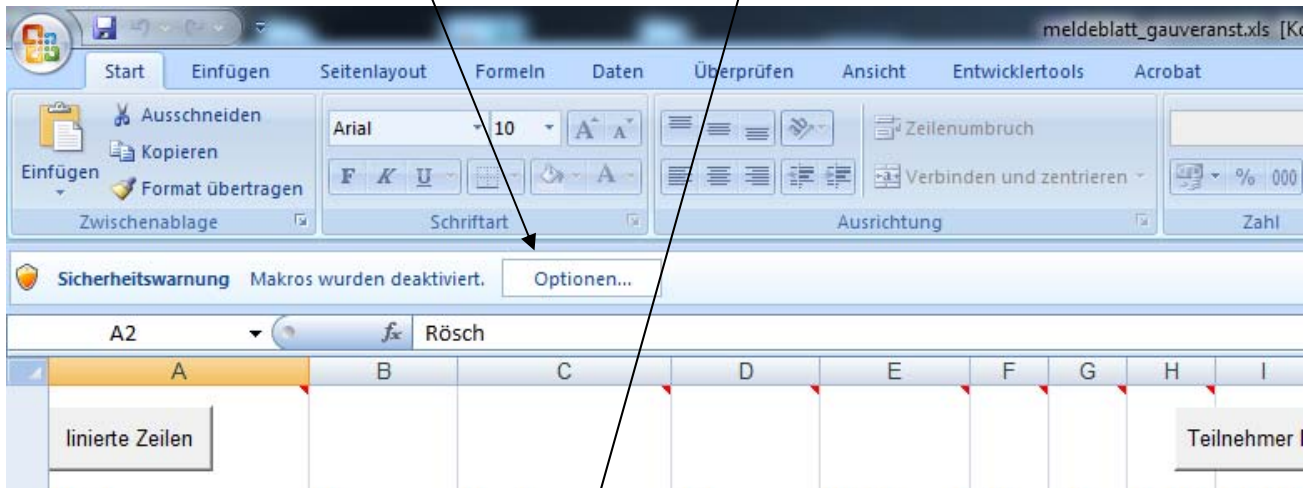 meldeblatt_gauveranst.xls [Ko
Start Einfügen Seitenlayout Formeln Daten Überprüfen Ansicht Entwicklertools Acrobat
Einfügen
Ausschneiden
Kopieren
Format übertragen
Zwischenablage
Arial 10 A A
F K U A
Schriftart
Zeilenumbruch
Verbinden und zentrieren
Ausrichtung
% 000
Zahl
Sicherheitswarnung Makros wurden deaktiviert. Optionen...
A2 fx Rösch
A B C D E F G H I
linierte Zeilen
Teilnehmer